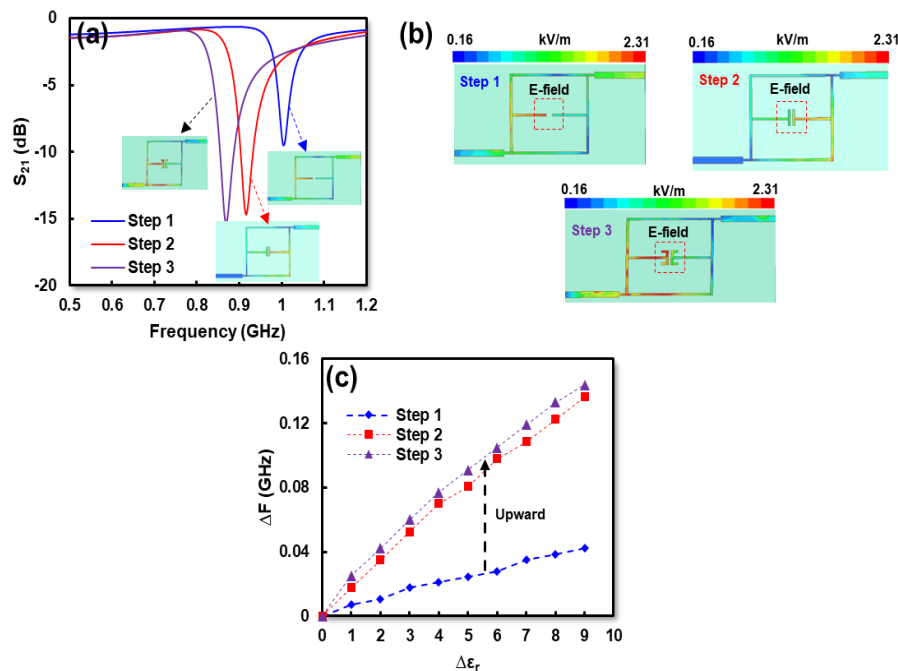 (a)
S21 (dB)
0
-5
-10
-15
-20
Step 1
Step 2
Step 3
0.5 0.6 0.7 0.8 0.9 1 1.1 1.2
Frequency (GHz)
(b)
0.16 kV/m 2.31
Step 1
E-field
0.16 kV/m 2.31
Step 2
E-field
0.16 kV/m 2.31
Step 3
E-field
(c)
ΔF (GHz)
0.16
0.12
0.08
0.04
0
Step 1
Step 2
Step 3
Upward
0 1 2 3 4 5 6 7 8 9 10
Δεr